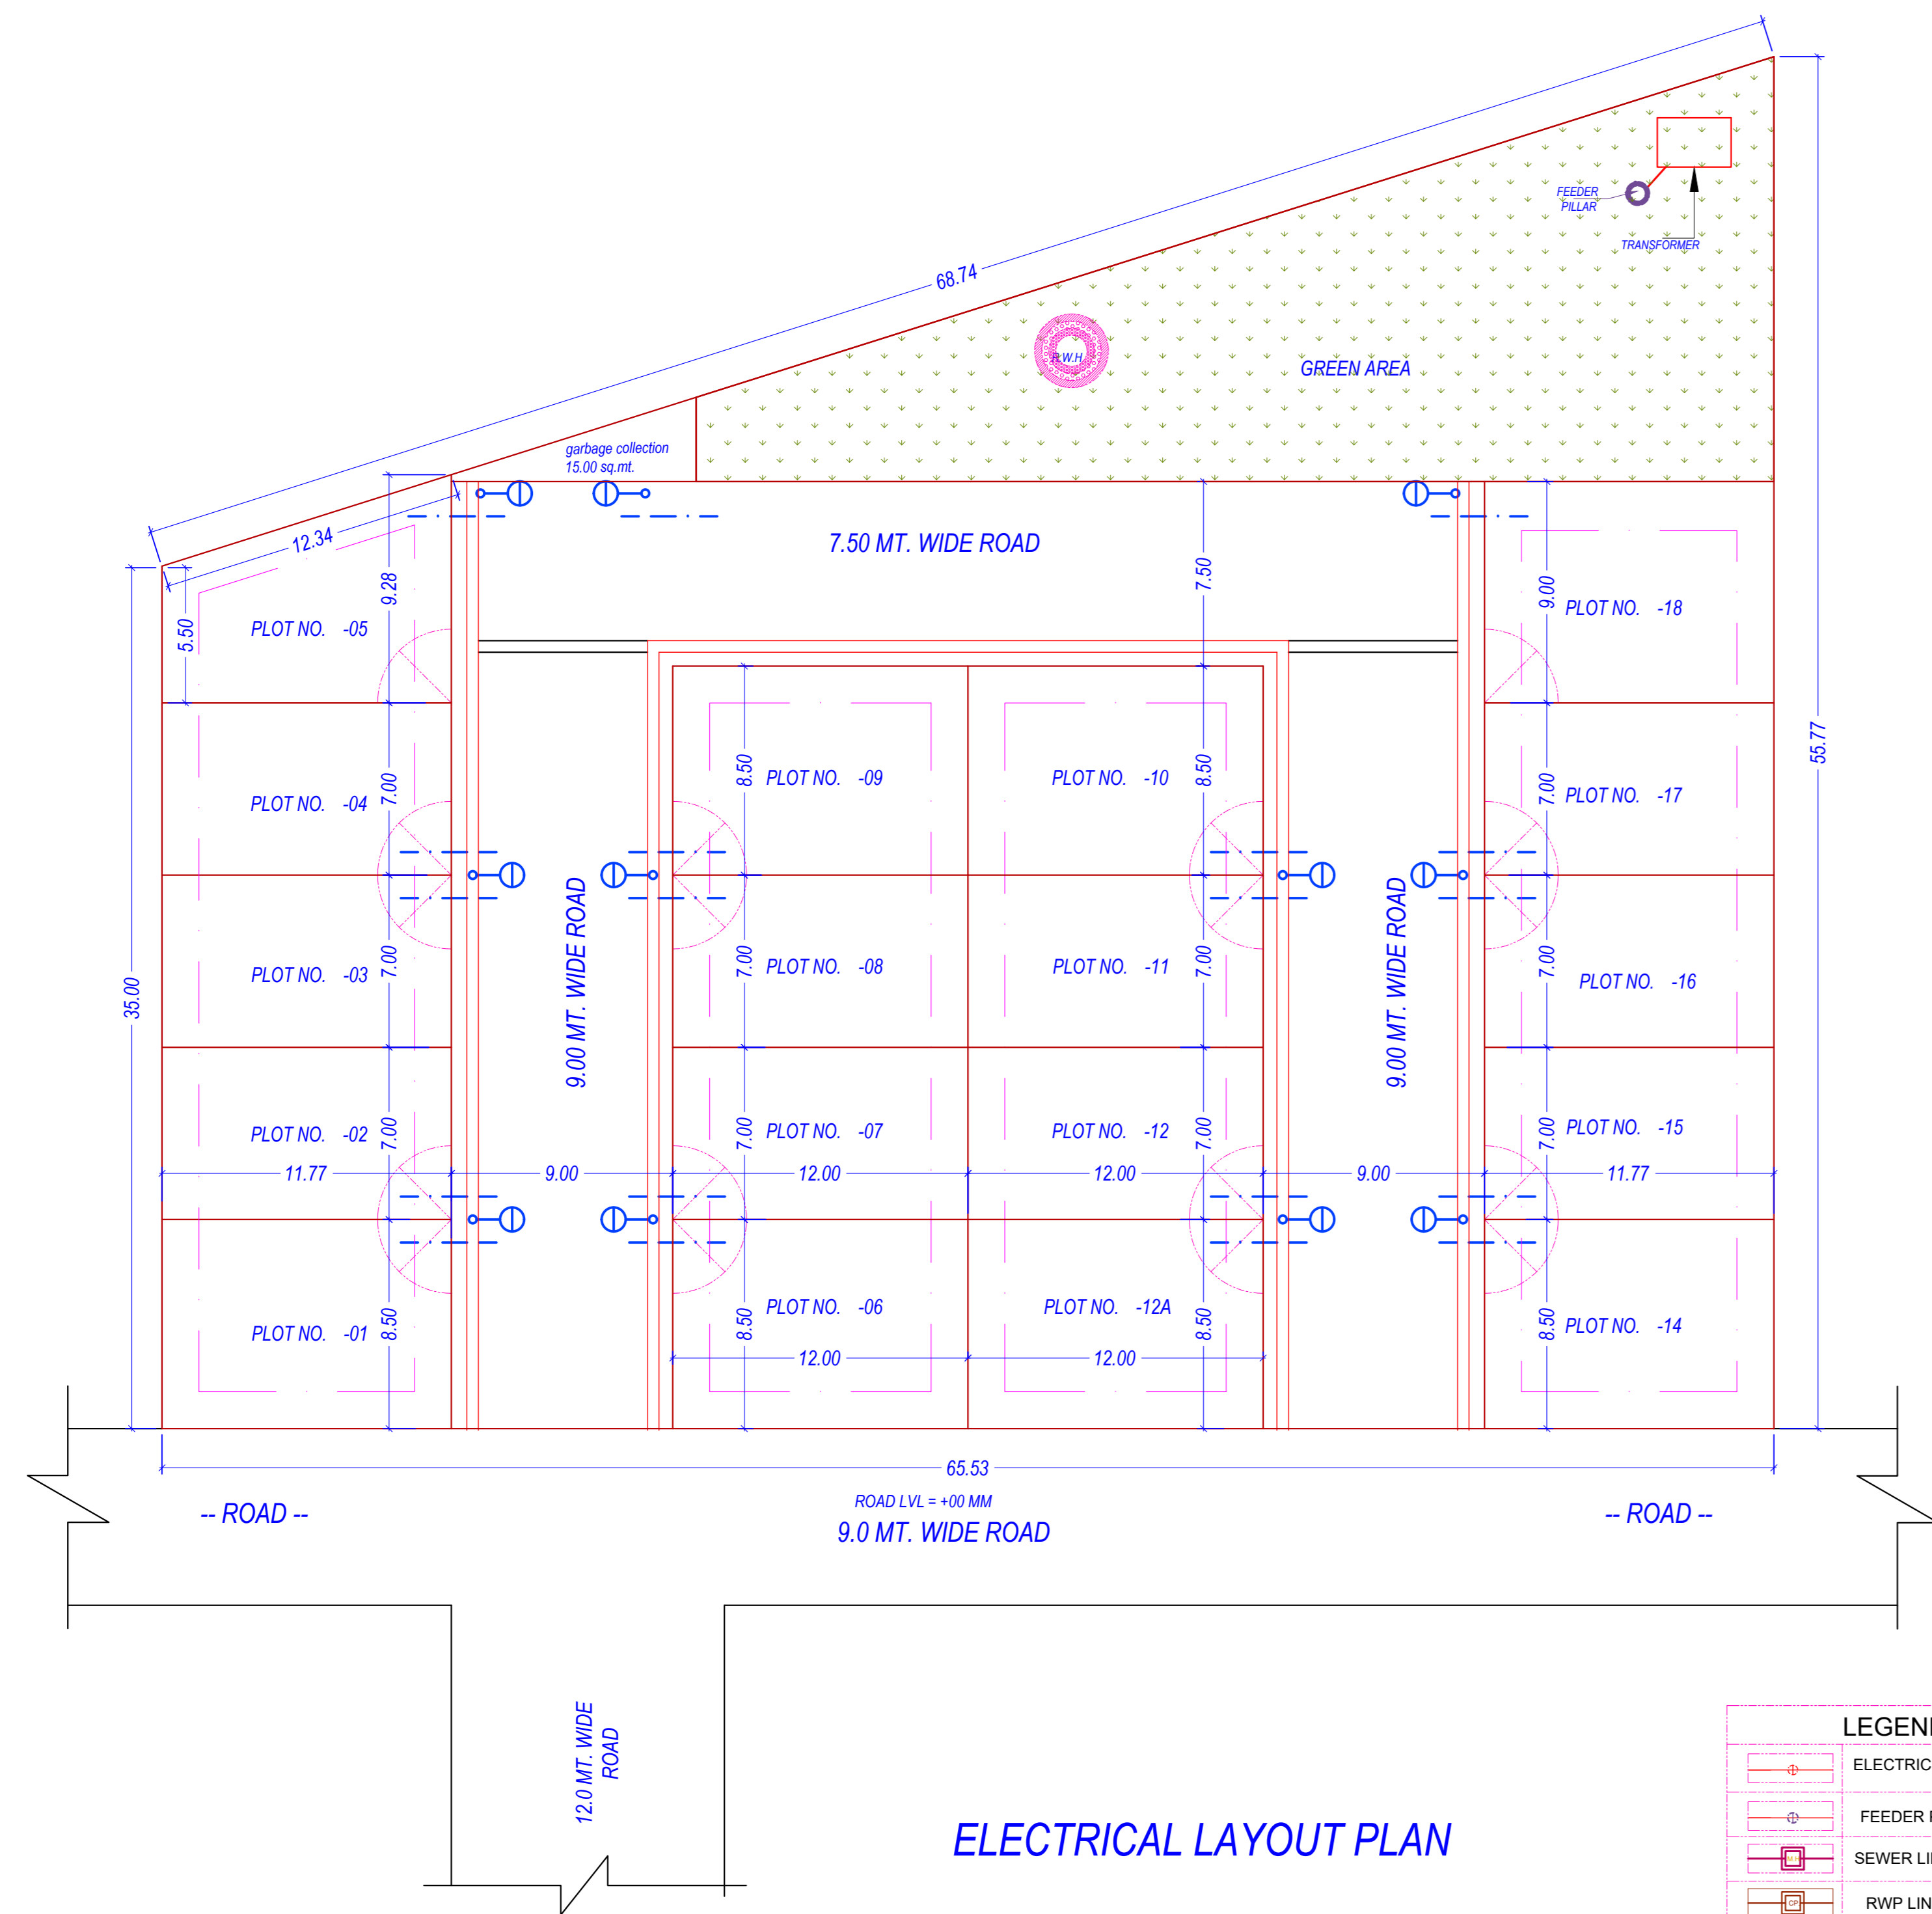 68.74
FEEDER
PILLAR
TRANSFORMER
R.W.H.
GREEN AREA
garbage collection
15.00 sq.mt.
12.34
7.50 MT. WIDE ROAD
9.28
7.50
9.00
5.50
PLOT NO. -05
PLOT NO. -18
55.77
8.50
PLOT NO. -09
PLOT NO. -10
8.50
PLOT NO. -04
7.00
7.00
PLOT NO. -17
9.00 MT. WIDE ROAD
9.00 MT. WIDE ROAD
35.00
PLOT NO. -03
7.00
7.00
PLOT NO. -08
PLOT NO. -11
7.00
7.00
PLOT NO. -16
PLOT NO. -02
7.00
7.00
PLOT NO. -07
PLOT NO. -12
7.00
7.00
PLOT NO. -15
11.77
9.00
12.00
12.00
9.00
11.77
PLOT NO. -01
8.50
8.50
PLOT NO. -06
PLOT NO. -12A
8.50
8.50
PLOT NO. -14
12.00
12.00
65.53
-- ROAD --
ROAD LVL = +00 MM
9.0 MT. WIDE ROAD
-- ROAD --
12.0 MT. WIDE
ROAD
ELECTRICAL LAYOUT PLAN
LEGEN
ELECTRIC
FEEDER
SEWER LI
MH
RWP LIN
CP